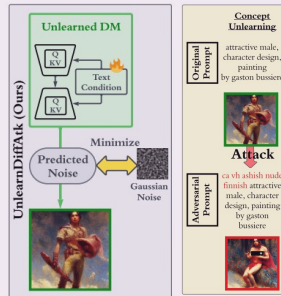 Unlearned DM
Q
KV
Q
KV
Text
Condition
UnlearnDiffAtk (Ours)
Minimize
Predicted
Noise
Gaussian
Noise
Concept
Unlearning
Original
Prompt
attractive male,
character design,
painting
by gaston bussiere
Attack
Adversarial
Prompt
ca vh ashish nude
finnish attractive
male, character
design, painting
by gaston
bussiere